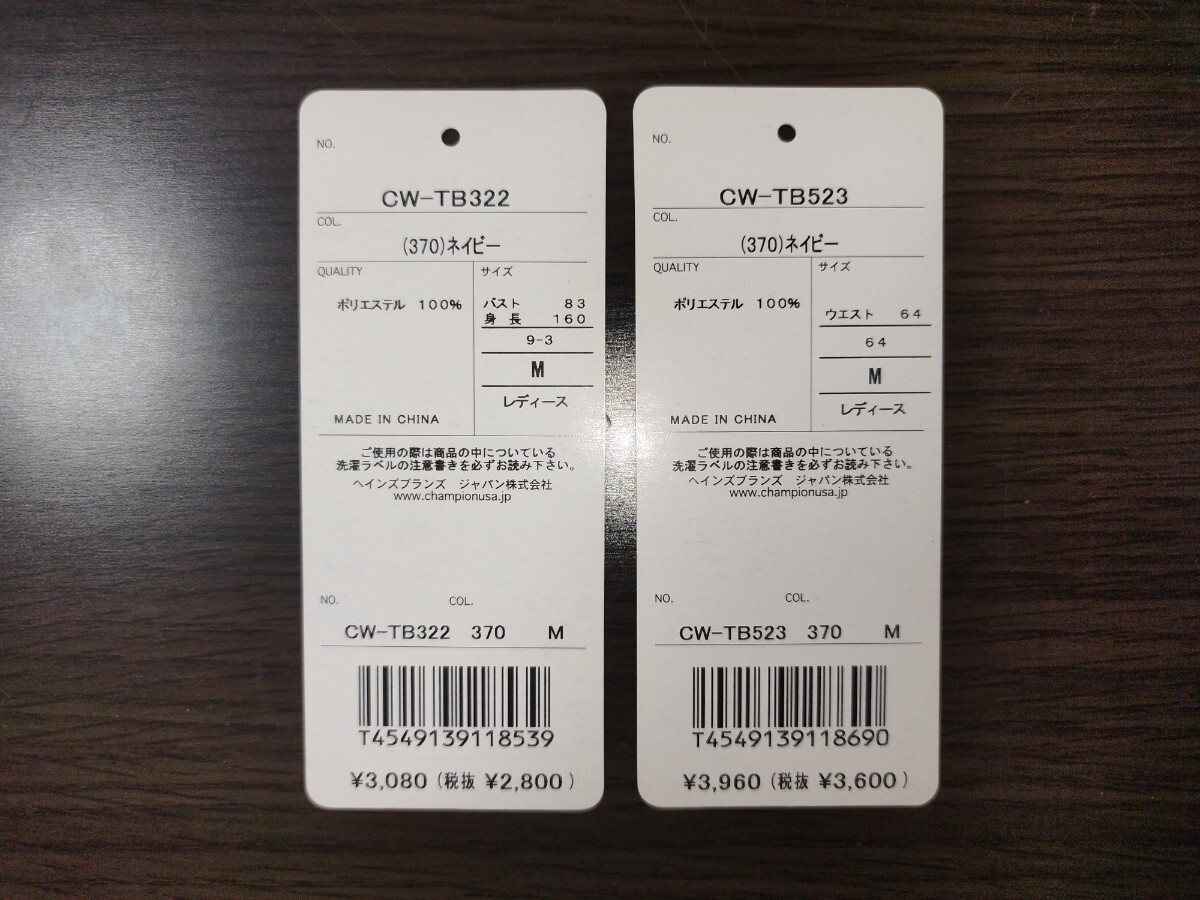 NO.
CW-TB322
COL.
(370)ネイビー
QUALITY
サイズ
ポリエステル 100%
バスト 83
身長 160
9-3
M
レディース
MADE IN CHINA
ご使用の際は商品の中についている
洗濯ラベルの注意書きを必ずお読み下さい。
ヘインズブランズ ジャパン株式会社
www.championusa.jp
NO. COL.
CW-TB322 370 M
T4549139118539
¥3,080 (税抜 ¥2,800)
NO.
CW-TB523
COL.
(370)ネイビー
QUALITY
サイズ
ポリエステル 100%
ウエスト 64
64
M
レディース
MADE IN CHINA
ご使用の際は商品の中についている
洗濯ラベルの注意書きを必ずお読み下さい。
ヘインズブランズ ジャパン株式会社
www.championusa.jp
NO. COL.
CW-TB523 370 M
T4549139118690
¥3,960 (税抜 ¥3,600)